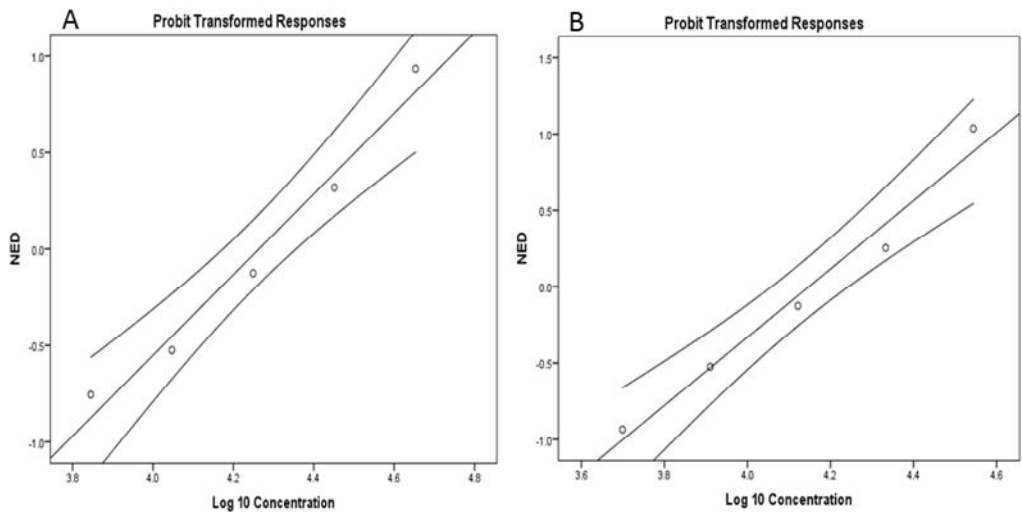 A
Probit Transformed Responses
1.0
0.5
0.0
-0.5
-1.0
NED
3.8 4.0 4.2 4.4 4.6 4.8
Log 10 Concentration
B
Probit Transformed Responses
1.5
1.0
0.5
0.0
-0.5
-1.0
NED
3.6 3.8 4.0 4.2 4.4 4.6
Log 10 Concentration